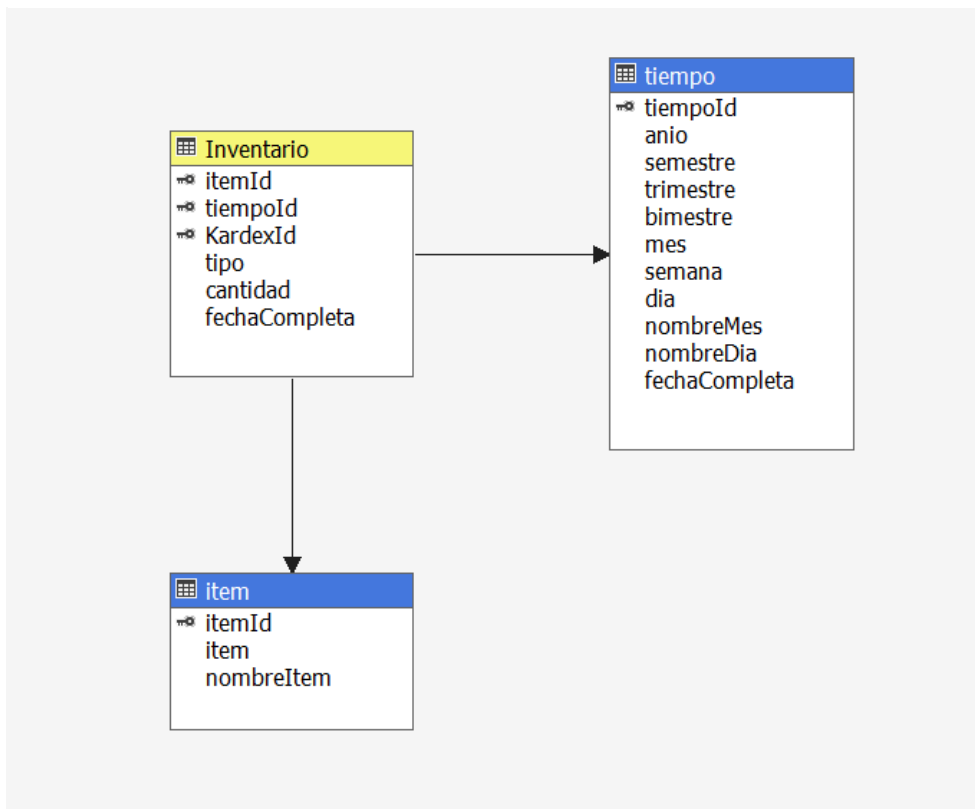 Inventario
itemId
tiempoId
KardexId
tipo
cantidad
fechaCompleta
tiempo
tiempoId
anio
semestre
trimestre
bimestre
mes
semana
dia
nombreMes
nombreDia
fechaCompleta
item
itemId
item
nombreItem